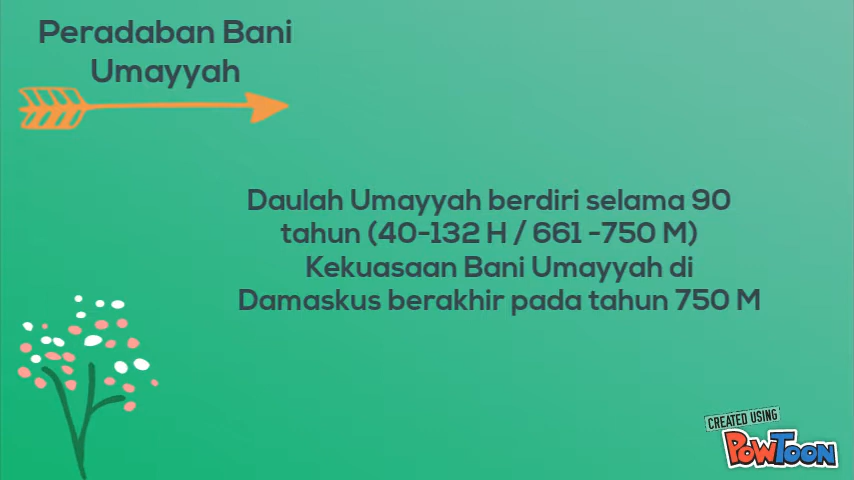 Peradaban Bani
Umayyah
Daulah Umayyah berdiri selama 90
tahun (40-132 H / 661 -750 M)
Kekuasaan Bani Umayyah di
Damaskus berakhir pada tahun 750 M
CREATED USING
POWTOON